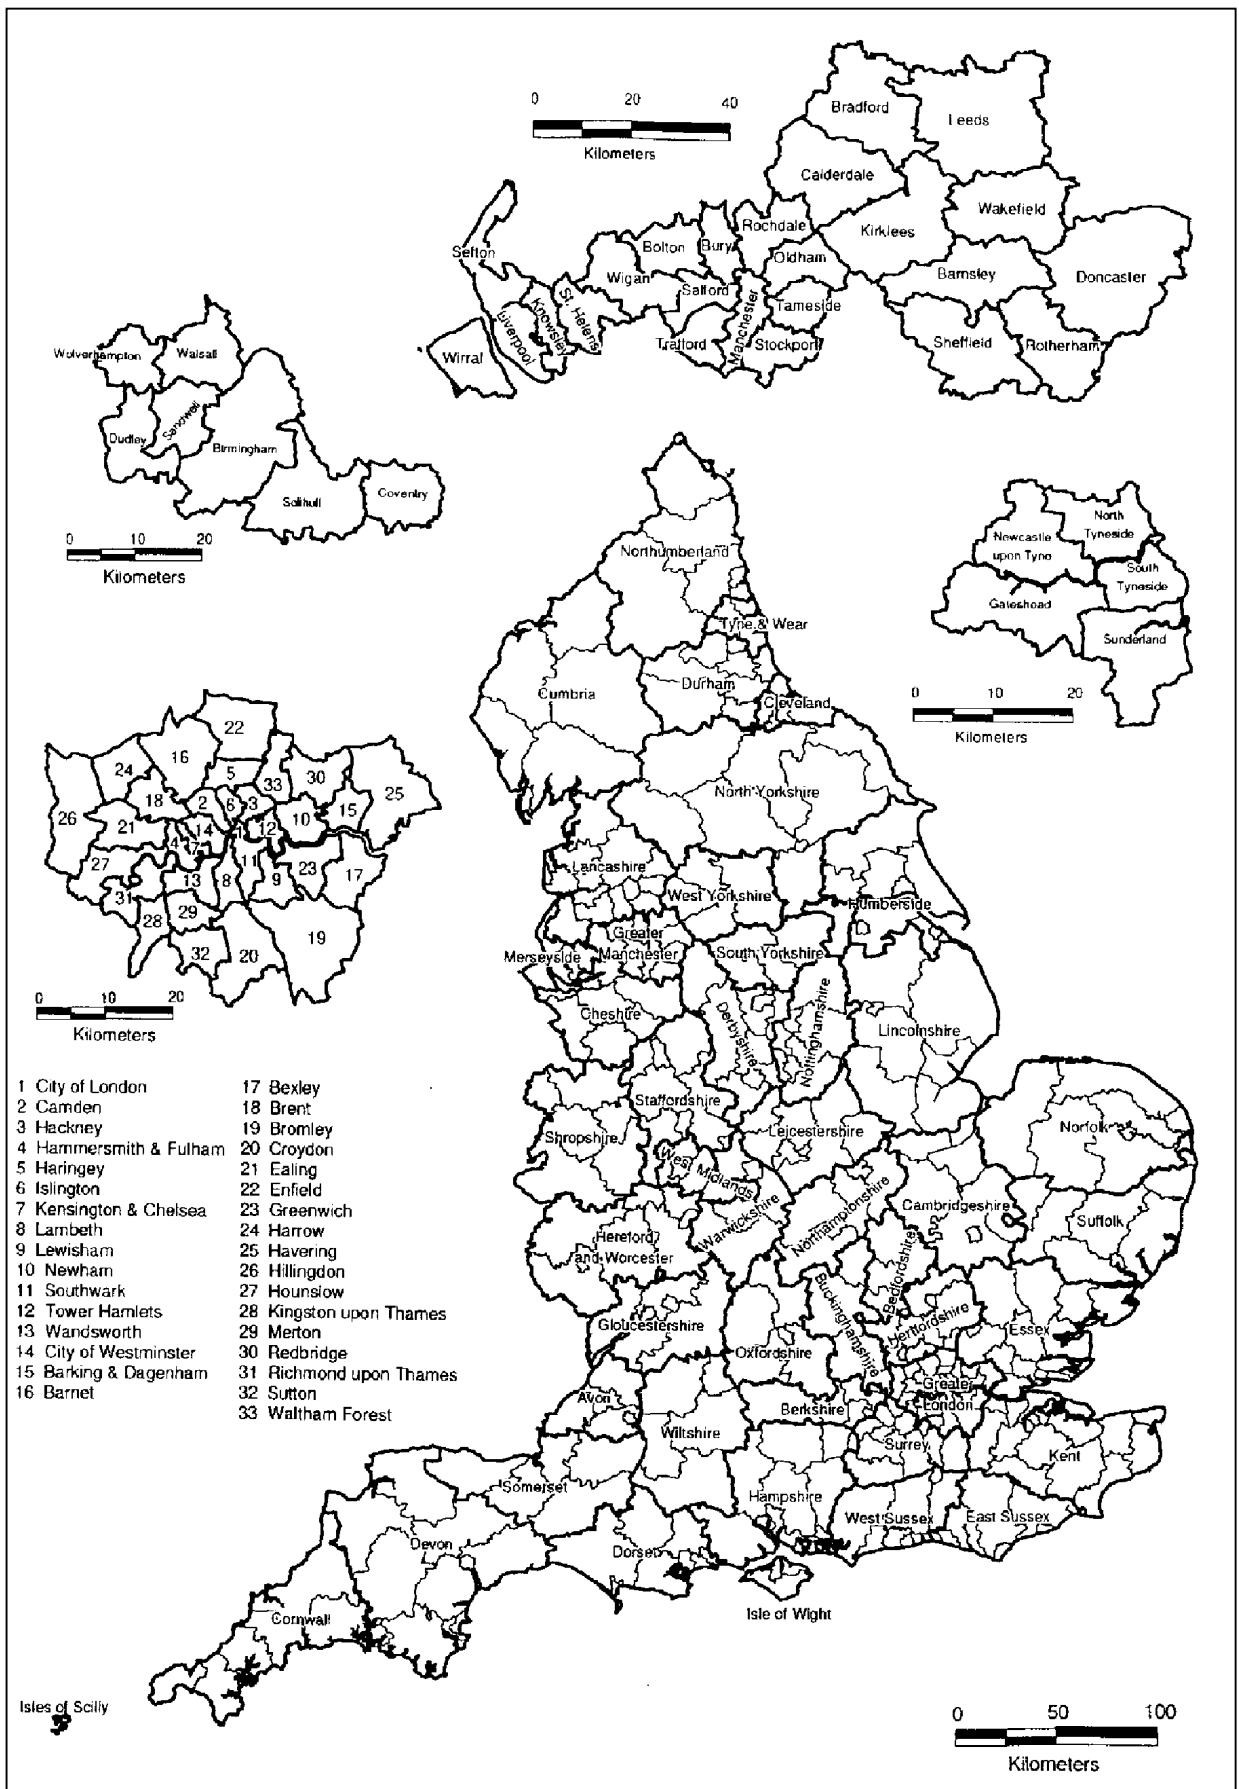 0 20 40
Kilometers
Bradford
Leeds
Calderdale
Wakefield
Kirklees
Rochdale
Bolton
Bury
Sefton
Oldham
Wigan
Salford
Barnsley
Doncaster
Tameside
Manchester
St. Helens
Knowsley
Liverpool
Trafford
Stockport
Sheffield
Rotherham
Wirral
Wolverhampton
Walsall
Sandwell
Dudley
Birmingham
Solihull
Coventry
0 10 20
Kilometers
North
Tyneside
Newcastle
upon Tyne
South
Tyneside
Gateshead
Sunderland
0 10 20
Kilometers
22
16
24
5
33
30
25
18
2
6
3
15
26
21
14
1
12
10
4
7
27
11
23
17
13
8
9
31
28
29
19
32
20
0 10 20
Kilometers
1 City of London
2 Camden
3 Hackney
4 Hammersmith & Fulham
5 Haringey
6 Islington
7 Kensington & Chelsea
8 Lambeth
9 Lewisham
10 Newham
11 Southwark
12 Tower Hamlets
13 Wandsworth
14 City of Westminster
15 Barking & Dagenham
16 Barnet
17 Bexley
18 Brent
19 Bromley
20 Croydon
21 Ealing
22 Enfield
23 Greenwich
24 Harrow
25 Havering
26 Hillingdon
27 Hounslow
28 Kingston upon Thames
29 Merton
30 Redbridge
31 Richmond upon Thames
32 Sutton
33 Waltham Forest
Northumberland
Tyne & Wear
Cumbria
Durham
Cleveland
North Yorkshire
Lancashire
West Yorkshire
Humberside
Greater
Manchester
Merseyside
South Yorkshire
Cheshire
Derbyshire
Nottinghamshire
Lincolnshire
Staffordshire
Shropshire
Leicestershire
Norfolk
West Midlands
Warwickshire
Northamptonshire
Cambridgeshire
Suffolk
Hereford
and Worcester
Bedfordshire
Buckinghamshire
Hertfordshire
Essex
Gloucestershire
Oxfordshire
Greater
London
Avon
Berkshire
Wiltshire
Surrey
Kent
Somerset
Hampshire
West Sussex
East Sussex
Devon
Dorset
Isle of Wight
Cornwall
Isles of Scilly
0 50 100
Kilometers